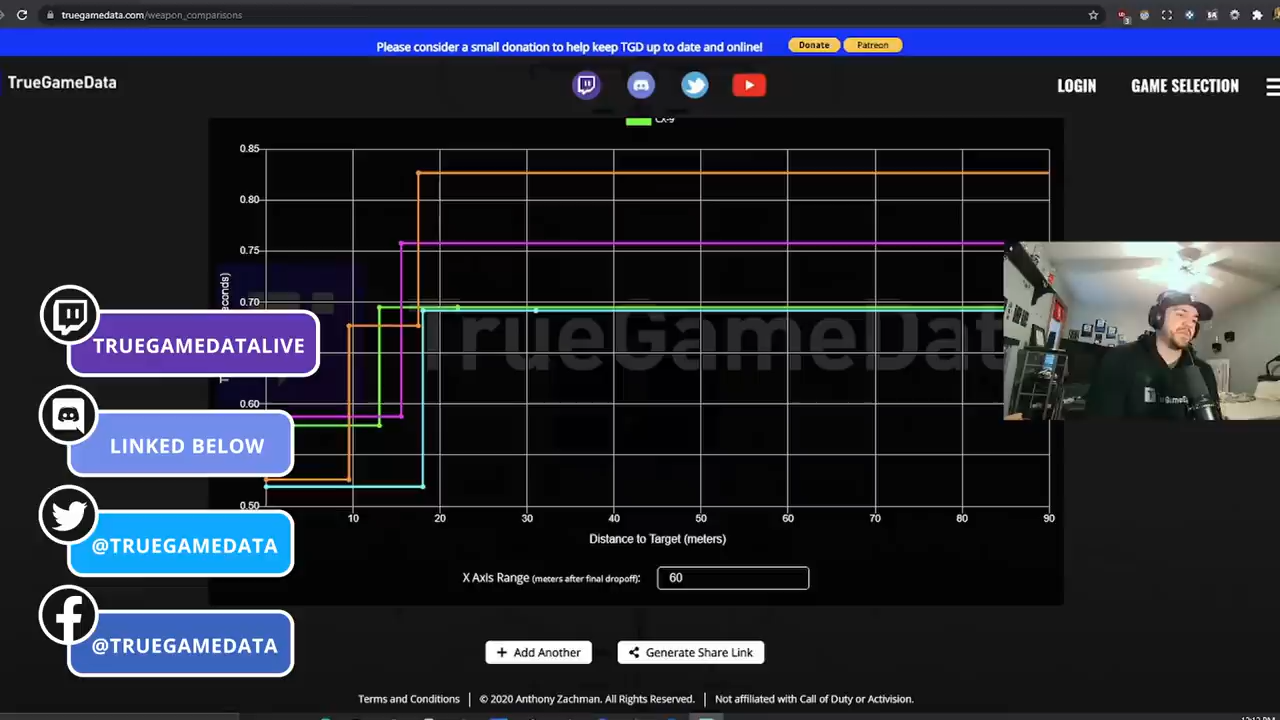 truegamedata.com/weapon_comparisons
Please consider a small donation to help keep TGD up to date and online!
Donate
Patreon
TrueGameData
LOGIN
GAME SELECTION
CX-9
0.85
0.80
0.75
0.70
0.60
0.50
TrueGameDat
10
20
30
40
50
60
70
80
90
Distance to Target (meters)
X Axis Range (meters after final dropoff):
60
TRUEGAMEDATALIVE
LINKED BELOW
@TRUEGAMEDATA
@TRUEGAMEDATA
+ Add Another
Generate Share Link
Terms and Conditions
© 2020 Anthony Zachman. All Rights Reserved.
Not affiliated with Call of Duty or Activision.